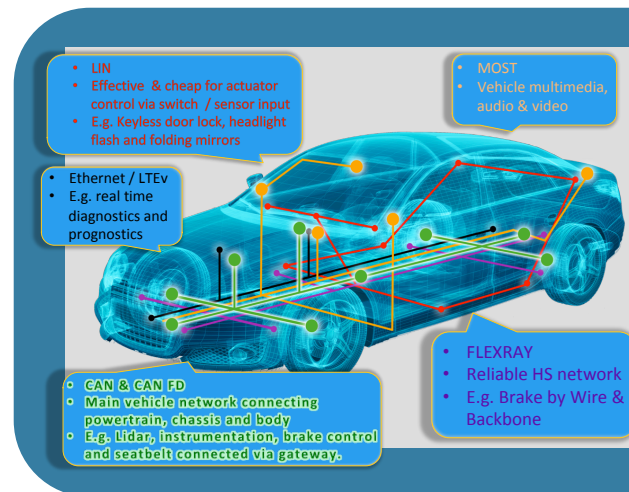 • LIN
• Effective & cheap for actuator
control via switch / sensor input
• E.g. Keyless door lock, headlight
flash and folding mirrors
• MOST
• Vehicle multimedia,
audio & video
• Ethernet / LTEv
• E.g. real time
diagnostics and
prognostics
• FLEXRAY
• Reliable HS network
• E.g. Brake by Wire &
Backbone
• CAN & CAN FD
• Main vehicle network connecting
powertrain, chassis and body
• E.g. Lidar, instrumentation, brake control
and seatbelt connected via gateway.